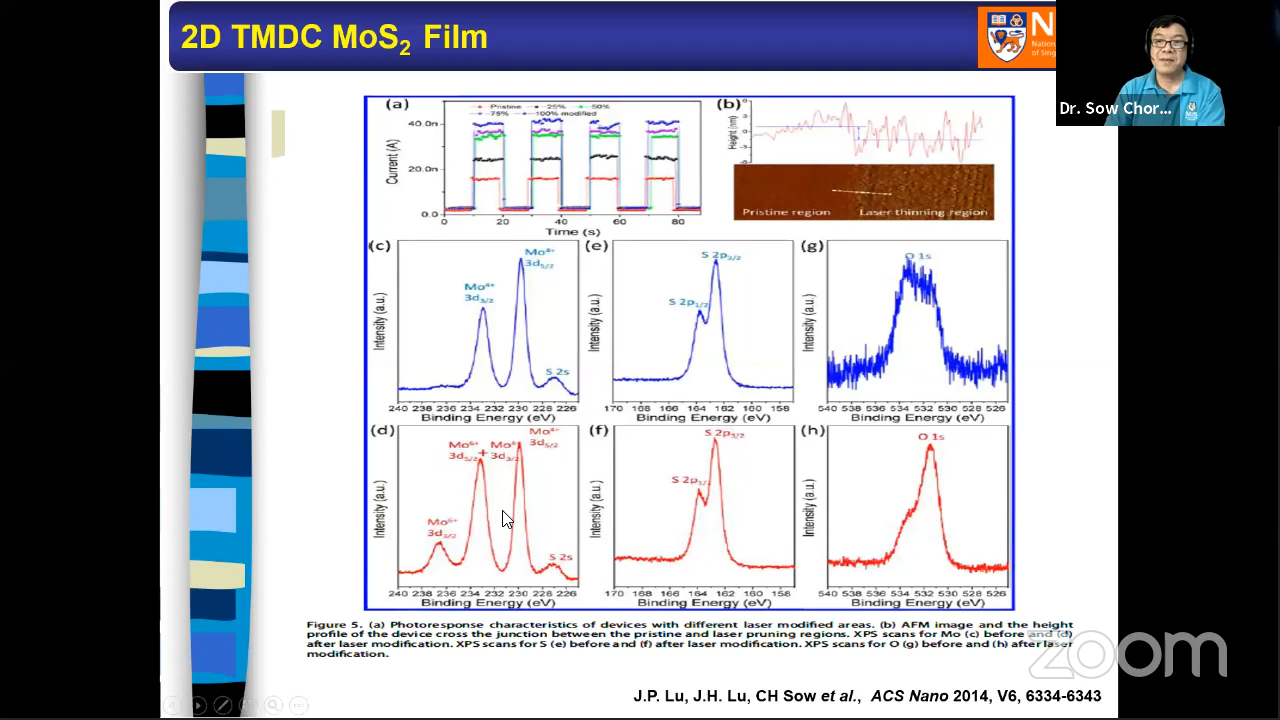 2D TMDC MoS2 Film
N
National
of Sing
Dr. Sow Chor...
(a)
Pristine 25% 50%
75% 100% modified
40.0n
20.0n
0.0
Current (A)
0 20 40 60 80
Time (s)
(b)
Height (nm)
Pristine region
Laser thinning region
(c)
Mo4+
3d5/2
Mo4+
3d3/2
S 2s
Intensity (a.u.)
240 238 236 234 232 230 228 226
Binding Energy (eV)
(e)
S 2p3/2
S 2p1/2
Intensity (a.u.)
170 168 166 164 162 160 158
Binding Energy (eV)
(g)
O 1s
Intensity (a.u.)
540 538 536 534 532 530 528 526
Binding Energy (eV)
(d)
Mo4+
3d5/2
Mo6+ + Mo4+
3d5/2 3d3/2
Mo6+
3d3/2
S 2s
Intensity (a.u.)
240 238 236 234 232 230 228 226
Binding Energy (eV)
(f)
S 2p3/2
S 2p1/2
Intensity (a.u.)
170 168 166 164 162 160 158
Binding Energy (eV)
(h)
O 1s
Intensity (a.u.)
540 538 536 534 532 530 528 526
Binding Energy (eV)
Figure 5. (a) Photoresponse characteristics of devices with different laser modified areas. (b) AFM image and the height
profile of the device cross the junction between the pristine and laser pruning regions. XPS scans for Mo (c) before and (d)
after laser modification. XPS scans for S (e) before and (f) after laser modification. XPS scans for O (g) before and (h) after laser
modification.
zoom
J.P. Lu, J.H. Lu, CH Sow et al., ACS Nano 2014, V6, 6334-6343